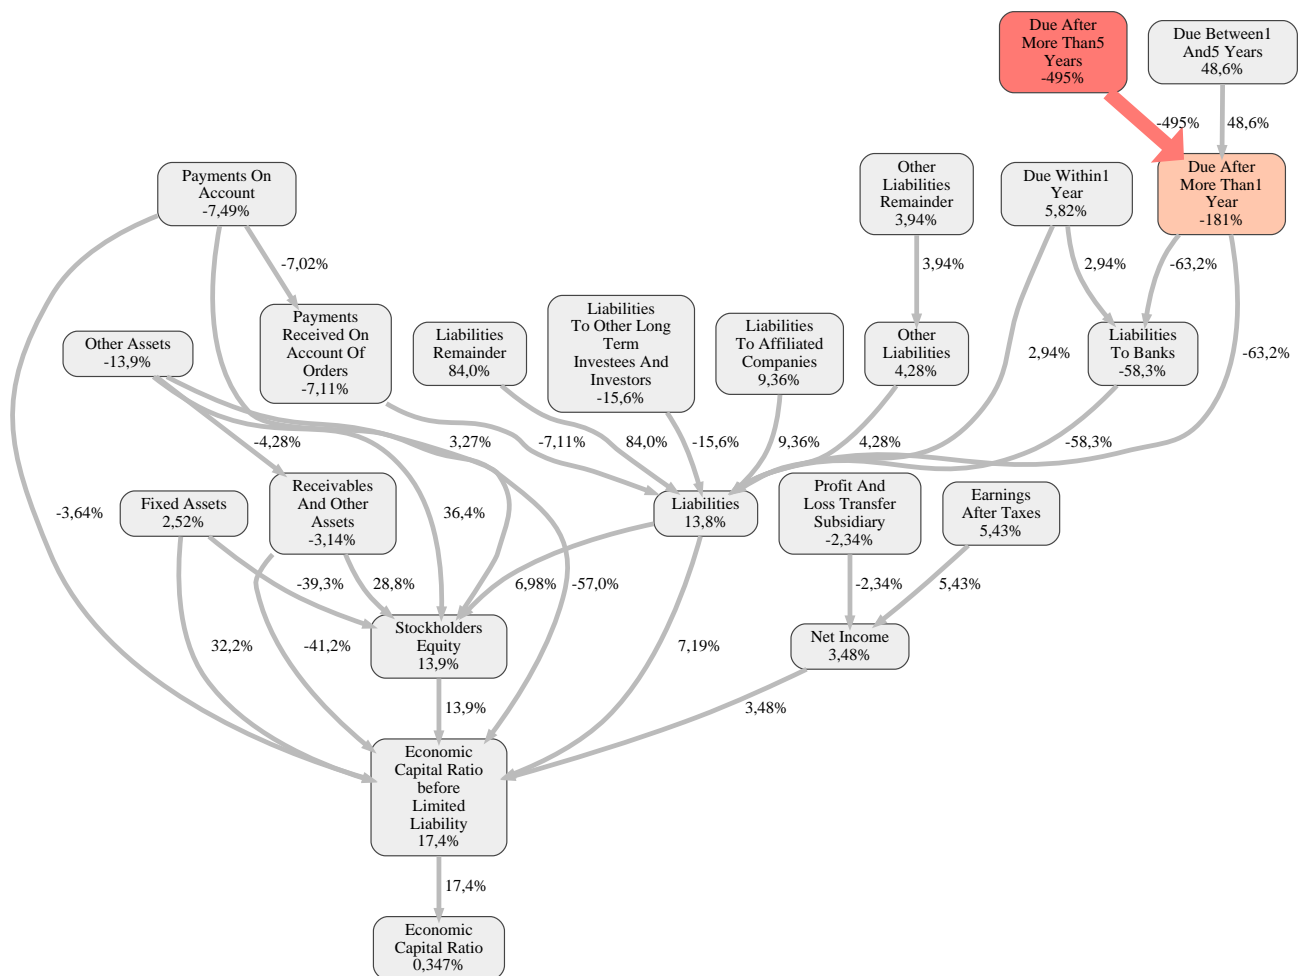 Due After
More Than5
Years
-495%
Due Between1
And5 Years
48,6%
-495%
48,6%
Payments On
Account
-7,49%
Other
Liabilities
Remainder
3,94%
Due Within1
Year
5,82%
Due After
More Than1
Year
-181%
-7,02%
3,94%
2,94%
-63,2%
Other Assets
-13,9%
Payments
Received On
Account Of
Orders
-7,11%
Liabilities
Remainder
84,0%
Liabilities
To Other Long
Term
Investees And
Investors
-15,6%
Liabilities
To Affiliated
Companies
9,36%
Other
Liabilities
4,28%
2,94%
Liabilities
To Banks
-58,3%
-63,2%
-4,28%
3,27%
-7,11%
84,0%
-15,6%
9,36%
4,28%
-58,3%
-3,64%
Fixed Assets
2,52%
Receivables
And Other
Assets
-3,14%
36,4%
Liabilities
13,8%
Profit And
Loss Transfer
Subsidiary
-2,34%
Earnings
After Taxes
5,43%
-39,3%
28,8%
6,98%
-57,0%
-2,34%
5,43%
32,2%
-41,2%
Stockholders
Equity
13,9%
7,19%
Net Income
3,48%
13,9%
3,48%
Economic
Capital Ratio
before
Limited
Liability
17,4%
17,4%
Economic
Capital Ratio
0,347%